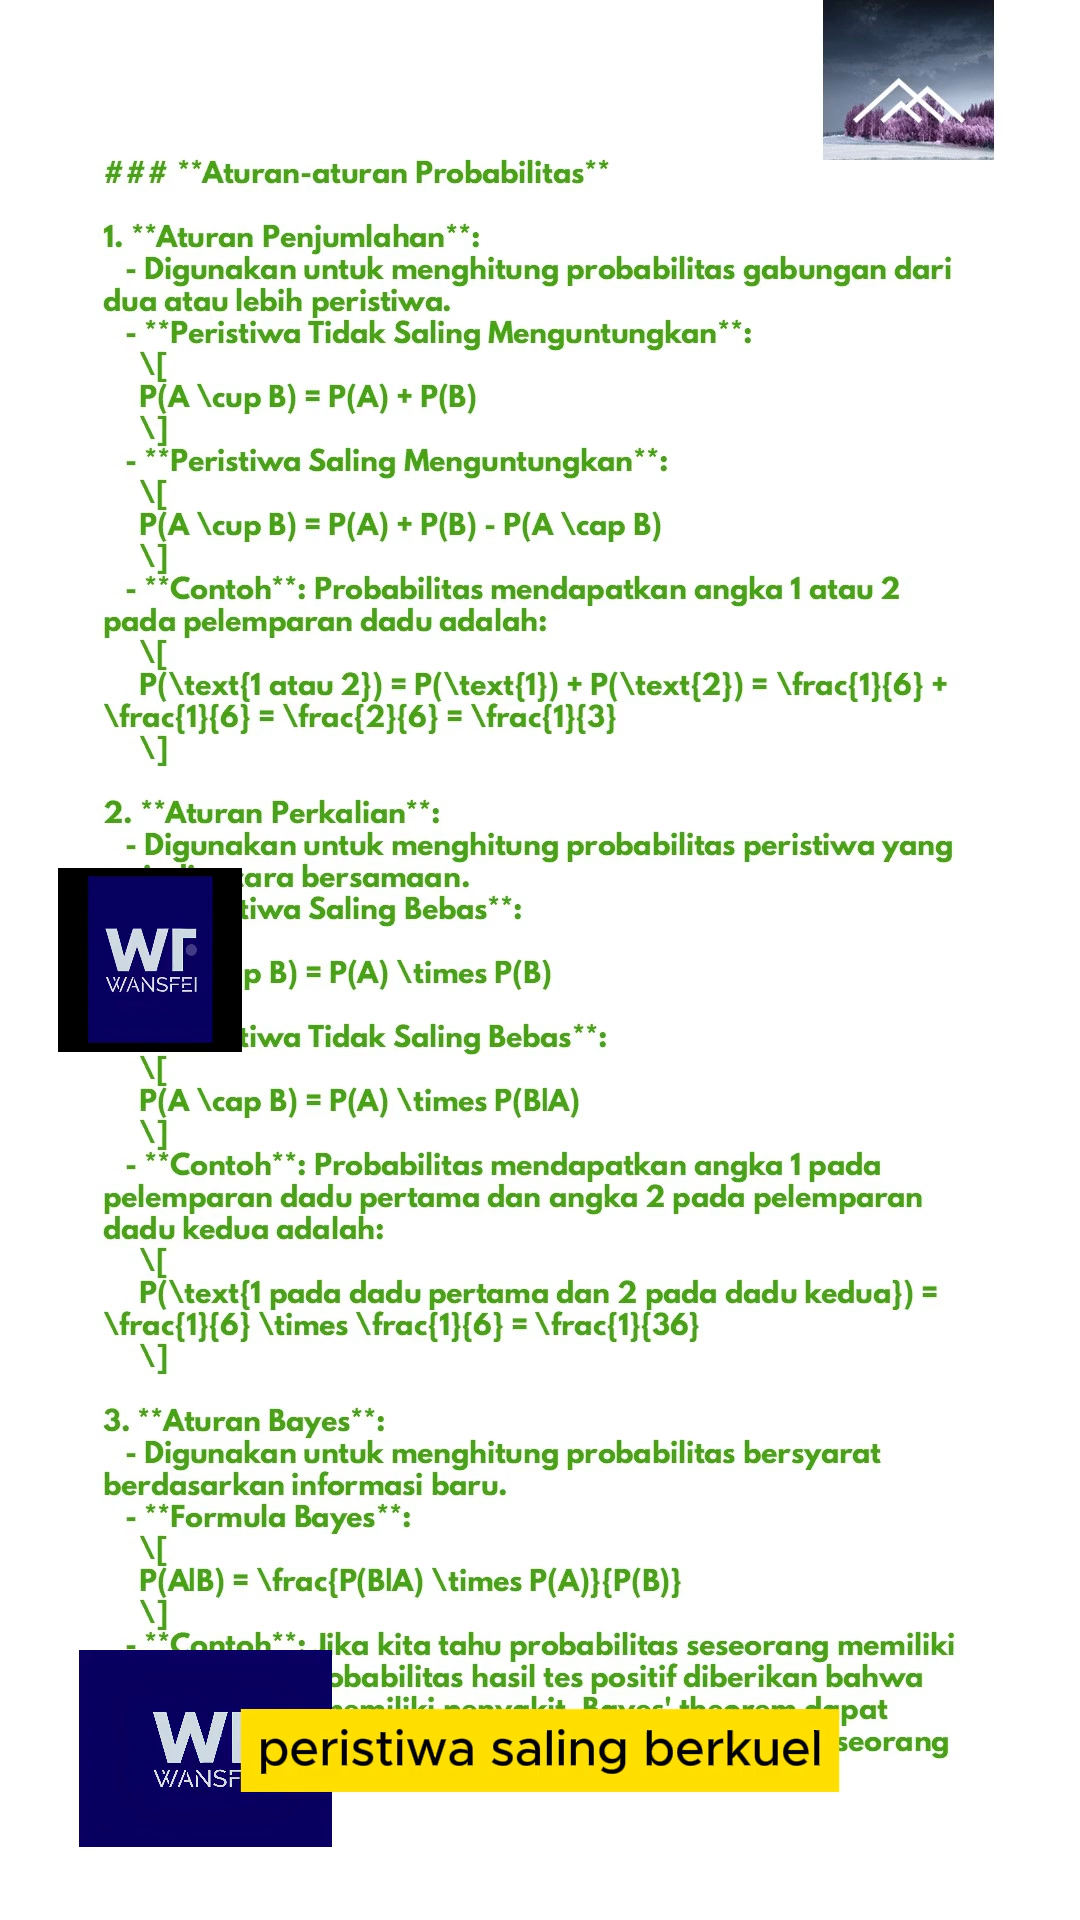 ### **Aturan-aturan Probabilitas**
1. **Aturan Penjumlahan**:
- Digunakan untuk menghitung probabilitas gabungan dari
dua atau lebih peristiwa.
- **Peristiwa Tidak Saling Menguntungkan**:
\[
P(A \cup B) = P(A) + P(B)
\]
- **Peristiwa Saling Menguntungkan**:
\[
P(A \cup B) = P(A) + P(B) - P(A \cap B)
\]
- **Contoh**: Probabilitas mendapatkan angka 1 atau 2
pada pelemparan dadu adalah:
\[
P(\text{1 atau 2}) = P(\text{1}) + P(\text{2}) = \frac{1}{6} +
\frac{1}{6} = \frac{2}{6} = \frac{1}{3}
\]
2. **Aturan Perkalian**:
- Digunakan untuk menghitung probabilitas peristiwa yang
bersamaan.
Saling Bebas**:
B) = P(A) \times P(B)
Tidak Saling Bebas**:
\[
P(A \cap B) = P(A) \times P(B|A)
\]
- **Contoh**: Probabilitas mendapatkan angka 1 pada
pelemparan dadu pertama dan angka 2 pada pelemparan
dadu kedua adalah:
\[
P(\text{1 pada dadu pertama dan 2 pada dadu kedua}) =
\frac{1}{6} \times \frac{1}{6} = \frac{1}{36}
\]
3. **Aturan Bayes**:
- Digunakan untuk menghitung probabilitas bersyarat
berdasarkan informasi baru.
- **Formula Bayes**:
\[
P(A|B) = \frac{P(B|A) \times P(A)}{P(B)}
\]
- **Contoh**: Jika kita tahu probabilitas seseorang memiliki
hasil tes positif diberikan bahwa
memiliki penyakit, Bayes' theorem dapat
seorang
WANSFEI
peristiwa saling berkuel